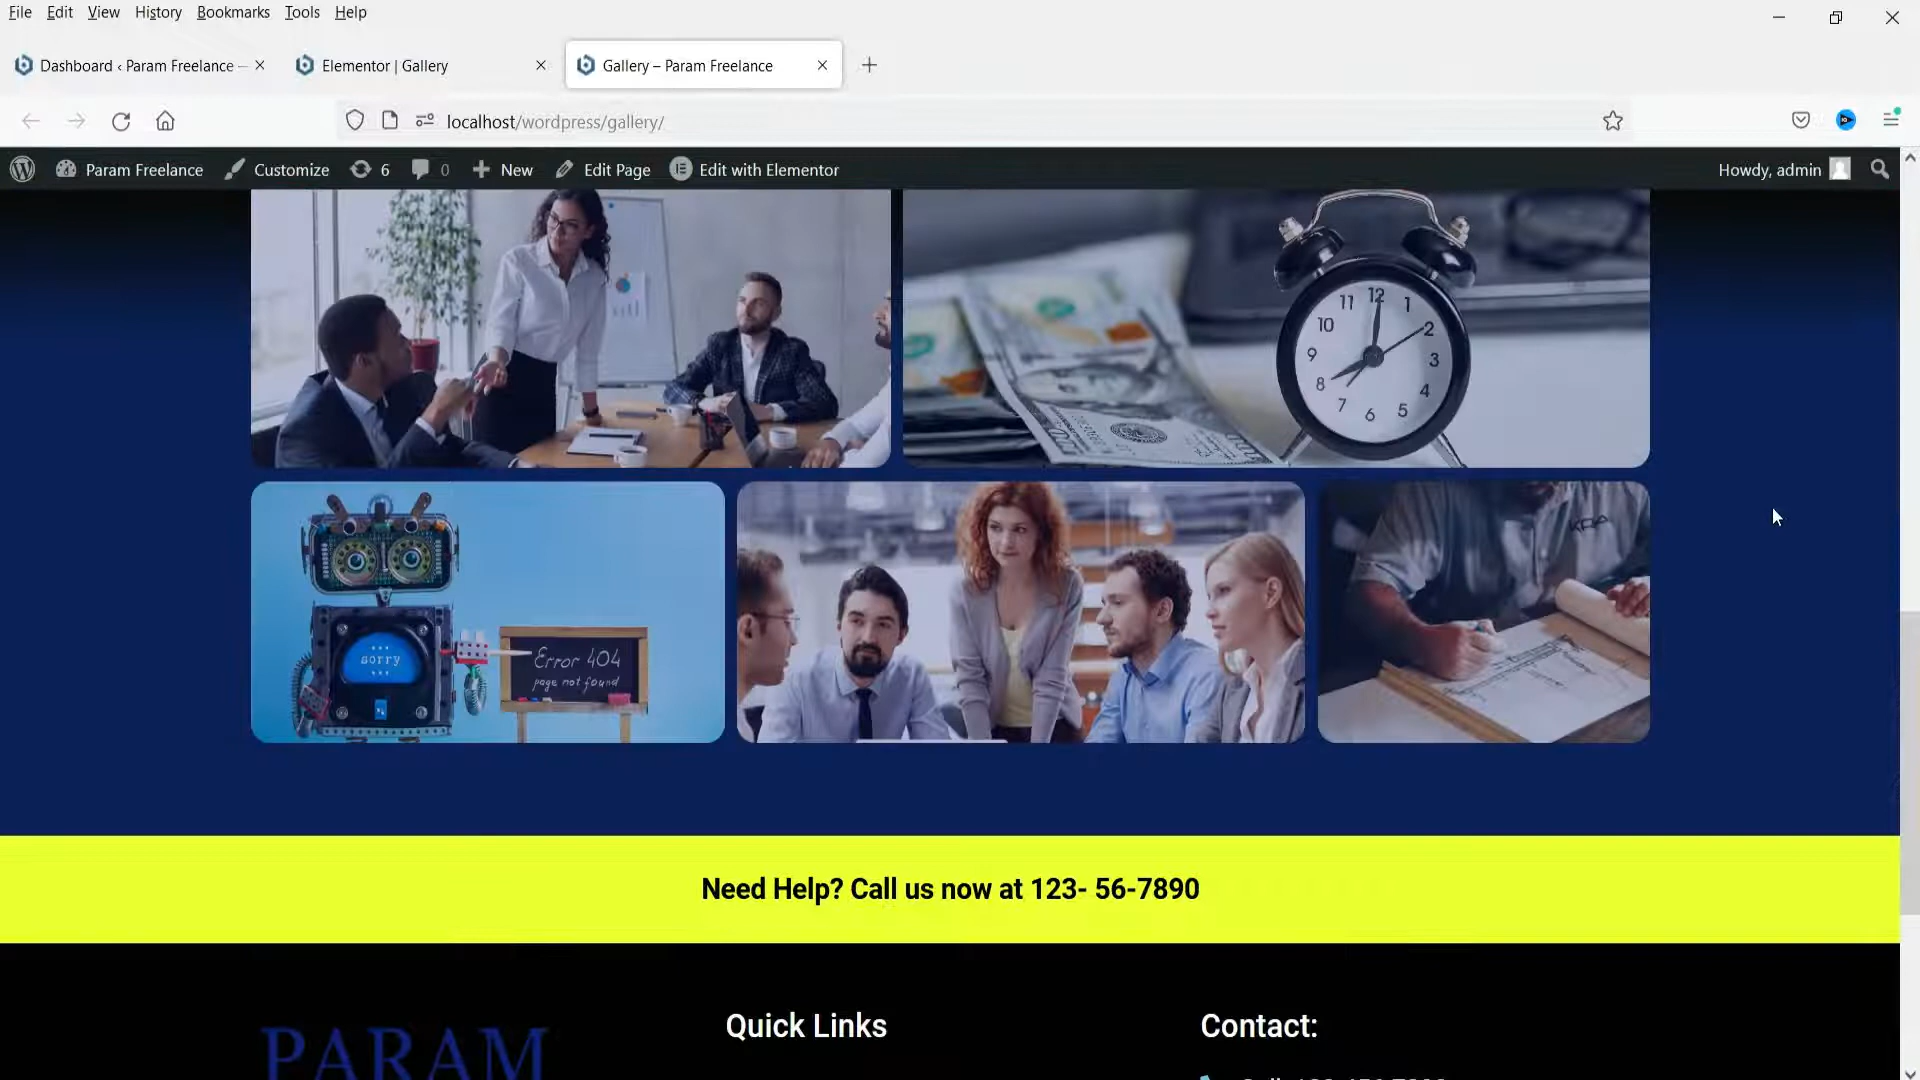 File Edit View History Bookmarks Tools Help
Dashboard ‹ Param Freelance —
Elementor | Gallery
Gallery – Param Freelance
localhost/wordpress/gallery/
Param Freelance Customize 6 0 New Edit Page Edit with Elementor Howdy, admin
11 12 1
10 2
9 3
8 4
7 6 5
sorry
Error 404
page not found
Need Help? Call us now at 123- 56-7890
PARAM
Quick Links
Contact: